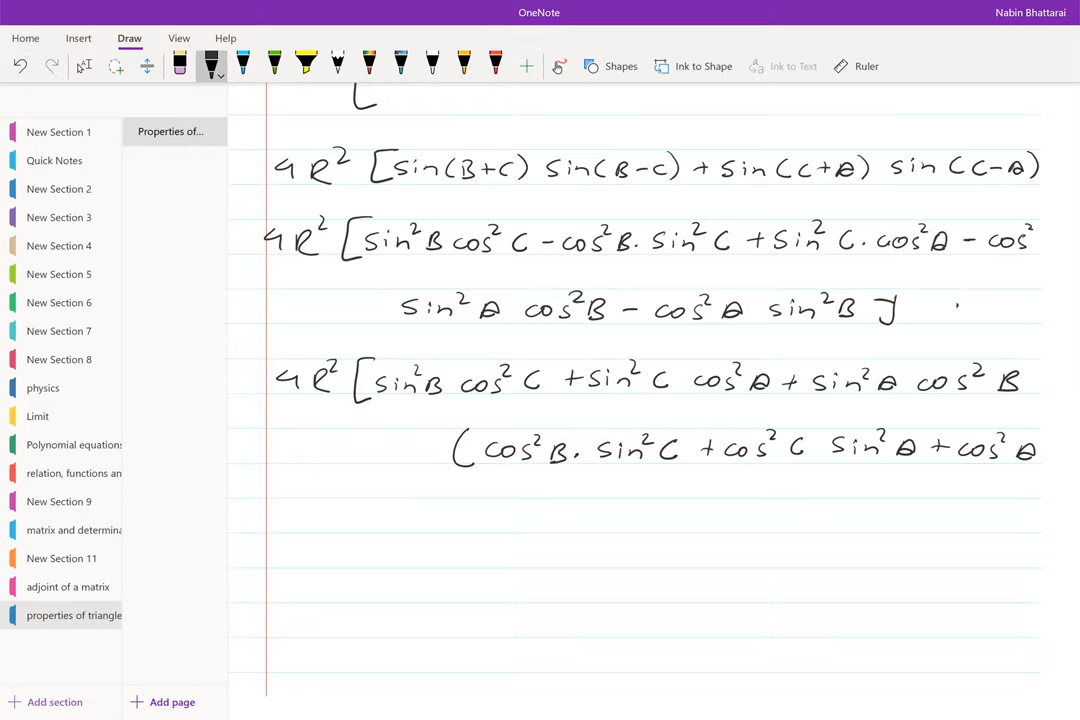 OneNote
Nabin Bhattarai
Home Insert Draw View Help
Shapes Ink to Shape Ink to Text Ruler
New Section 1
Quick Notes
New Section 2
New Section 3
New Section 4
New Section 5
New Section 6
New Section 7
New Section 8
physics
Limit
Polynomial equations
relation, functions an
New Section 9
matrix and determina
New Section 11
adjoint of a matrix
properties of triangle
Add section
Properties of...
Add page
[
4R² [sin(B+C) sin(B-C) + sin(C+A) sin(C-A)
4R² [sin²B cos²C - cos²B. sin²C + sin²C. cos²A - cos²
sin²A cos²B - cos²A sin²B]
4R² [sin²B cos²C + sin²C cos²A + sin²A cos²B
(cos²B. sin²C + cos²C sin²A + cos²A